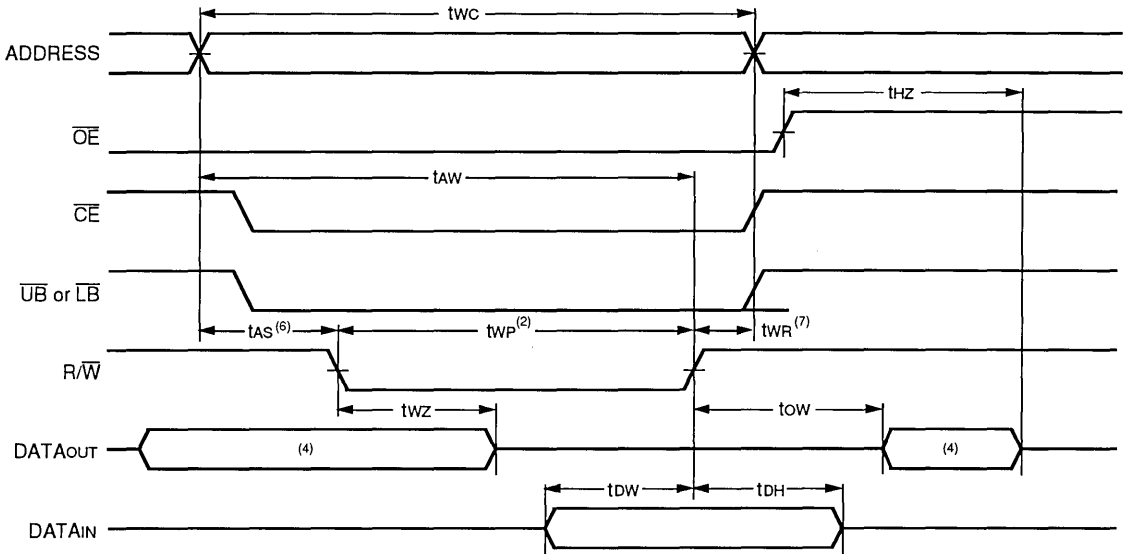 tWC
ADDRESS
tHZ
OE
tAW
CE
UB or LB
tAS (6)
tWP (2)
tWR (7)
R/W
tWZ
tOW
DATAOUT
(4)
(4)
tDW
tDH
DATAIN